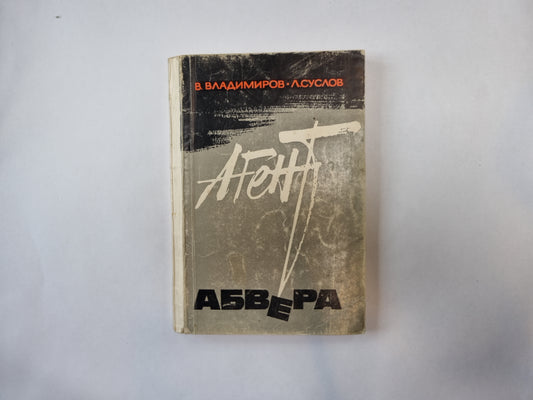 В. ВЛАДИМИРОВ • Л. СУСЛОВ
АГЕНТ
АБВЕРА